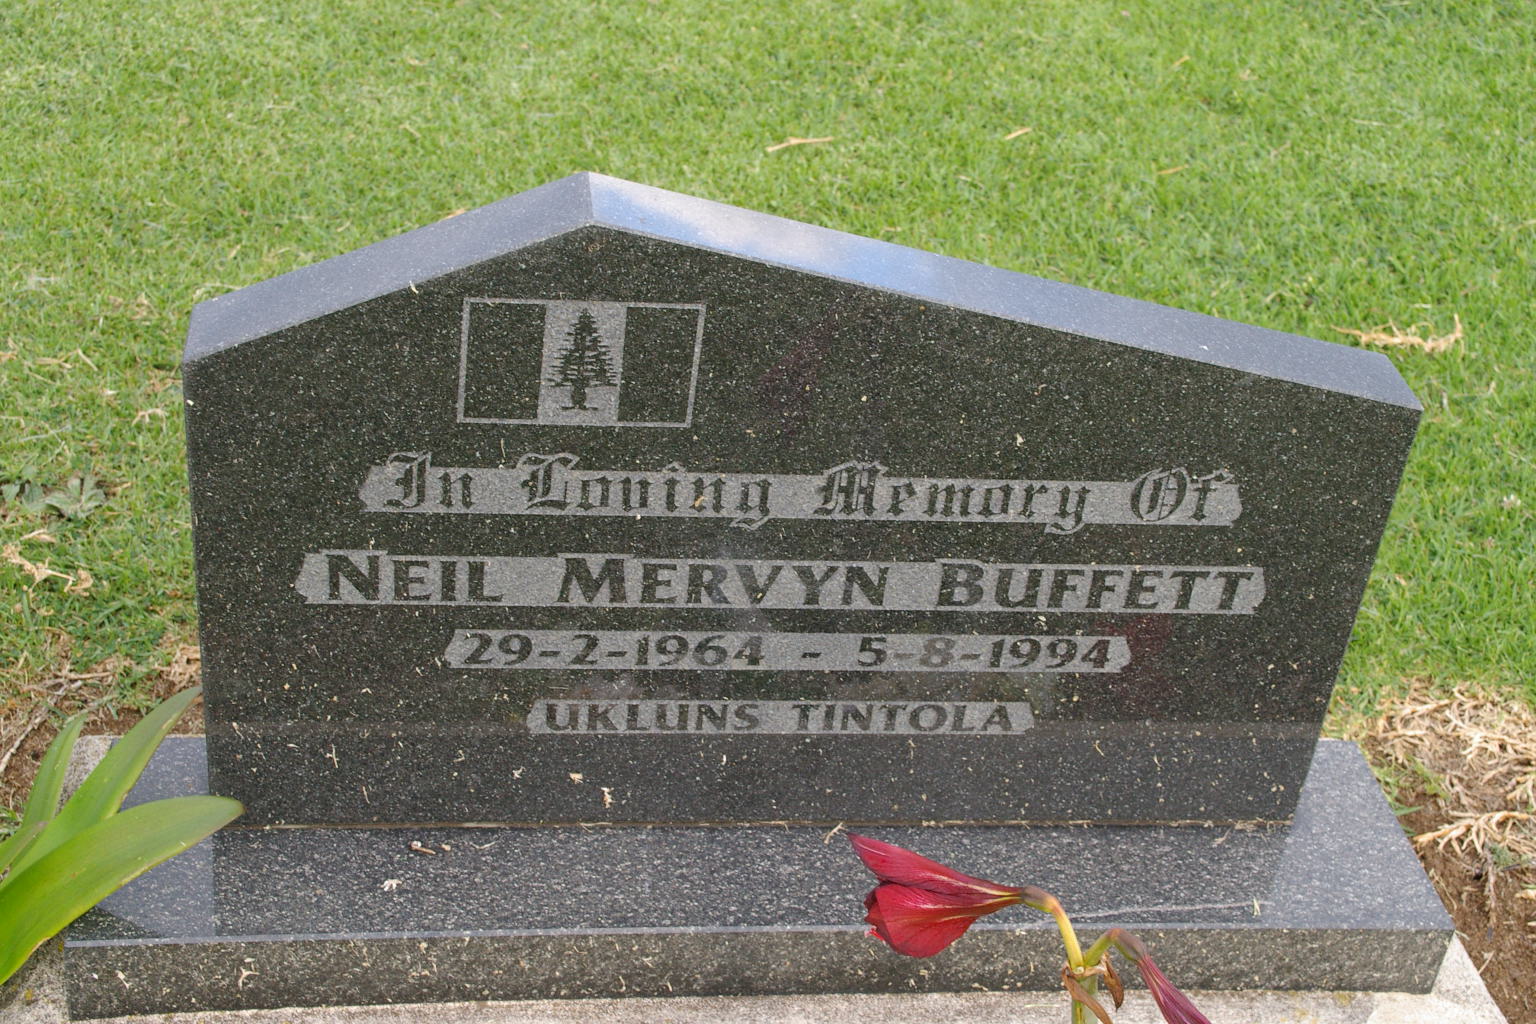 In Loving Memory Of
NEIL MERVYN BUFFETT
29-2-1964 - 5-8-1994
UKLUNS TINTOLA